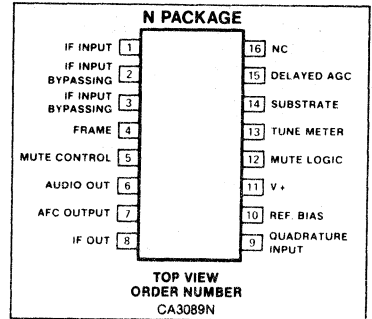 N PACKAGE
IF INPUT 1
IF INPUT
BYPASSING 2
IF INPUT
BYPASSING 3
FRAME 4
MUTE CONTROL 5
AUDIO OUT 6
AFC OUTPUT 7
IF OUT 8
16 NC
15 DELAYED AGC
14 SUBSTRATE
13 TUNE METER
12 MUTE LOGIC
11 V +
10 REF. BIAS
9 QUADRATURE
INPUT
TOP VIEW
ORDER NUMBER
CA3089N